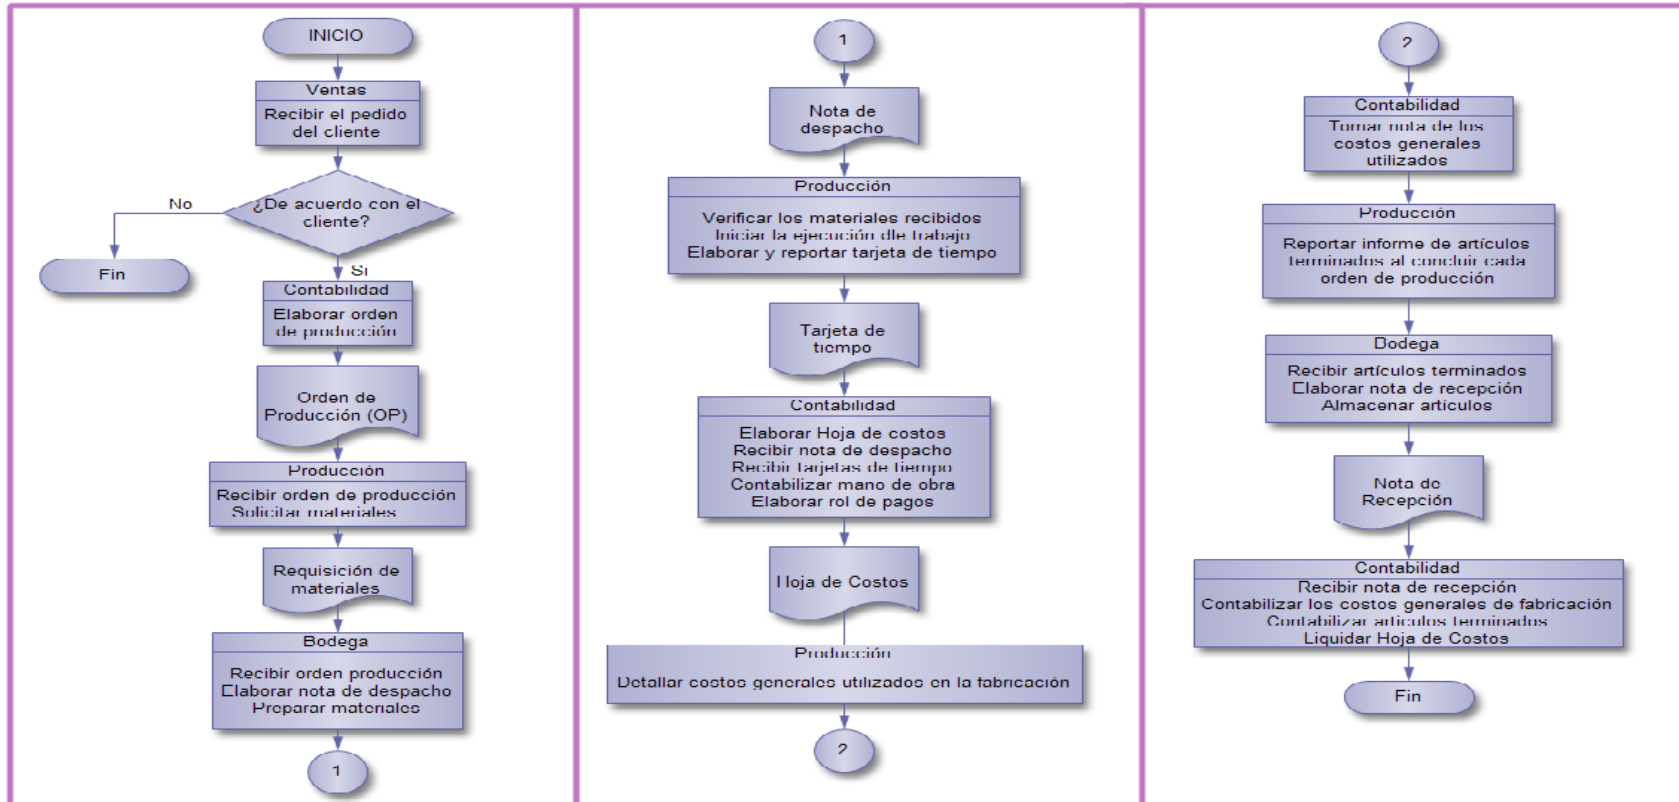 INICIO
Ventas
Recibir el pedido
del cliente
¿De acuerdo con el
cliente?
No
Fin
Si
Contabilidad
Elaborar orden
de producción
Orden de
Producción (OP)
Producción
Recibir orden de producción
Solicitar materiales
Requisición de
materiales
Bodega
Recibir orden producción
Elaborar nota de despacho
Preparar materiales
1
1
Nota de
despacho
Producción
Verificar los materiales recibidos
Iniciar la ejecución dle trabajo
Elaborar y reportar tarjeta de tiempo
Tarjeta de
tiempo
Contabilidad
Elaborar Hoja de costos
Recibir nota de despacho
Recibir tarjetas de tiempo
Contabilizar mano de obra
Elaborar rol de pagos
Hoja de Costos
Producción
Detallar costos generales utilizados en la fabricación
2
2
Contabilidad
Tomar nota de los
costos generales
utilizados
Producción
Reportar informe de artículos
terminados al concluir cada
orden de producción
Bodega
Recibir artículos terminados
Elaborar nota de recepción
Almacenar artículos
Nota de
Recepción
Contabilidad
Recibir nota de recepción
Contabilizar los costos generales de fabricación
Contabilizar artículos terminados
Liquidar Hoja de Costos
Fin